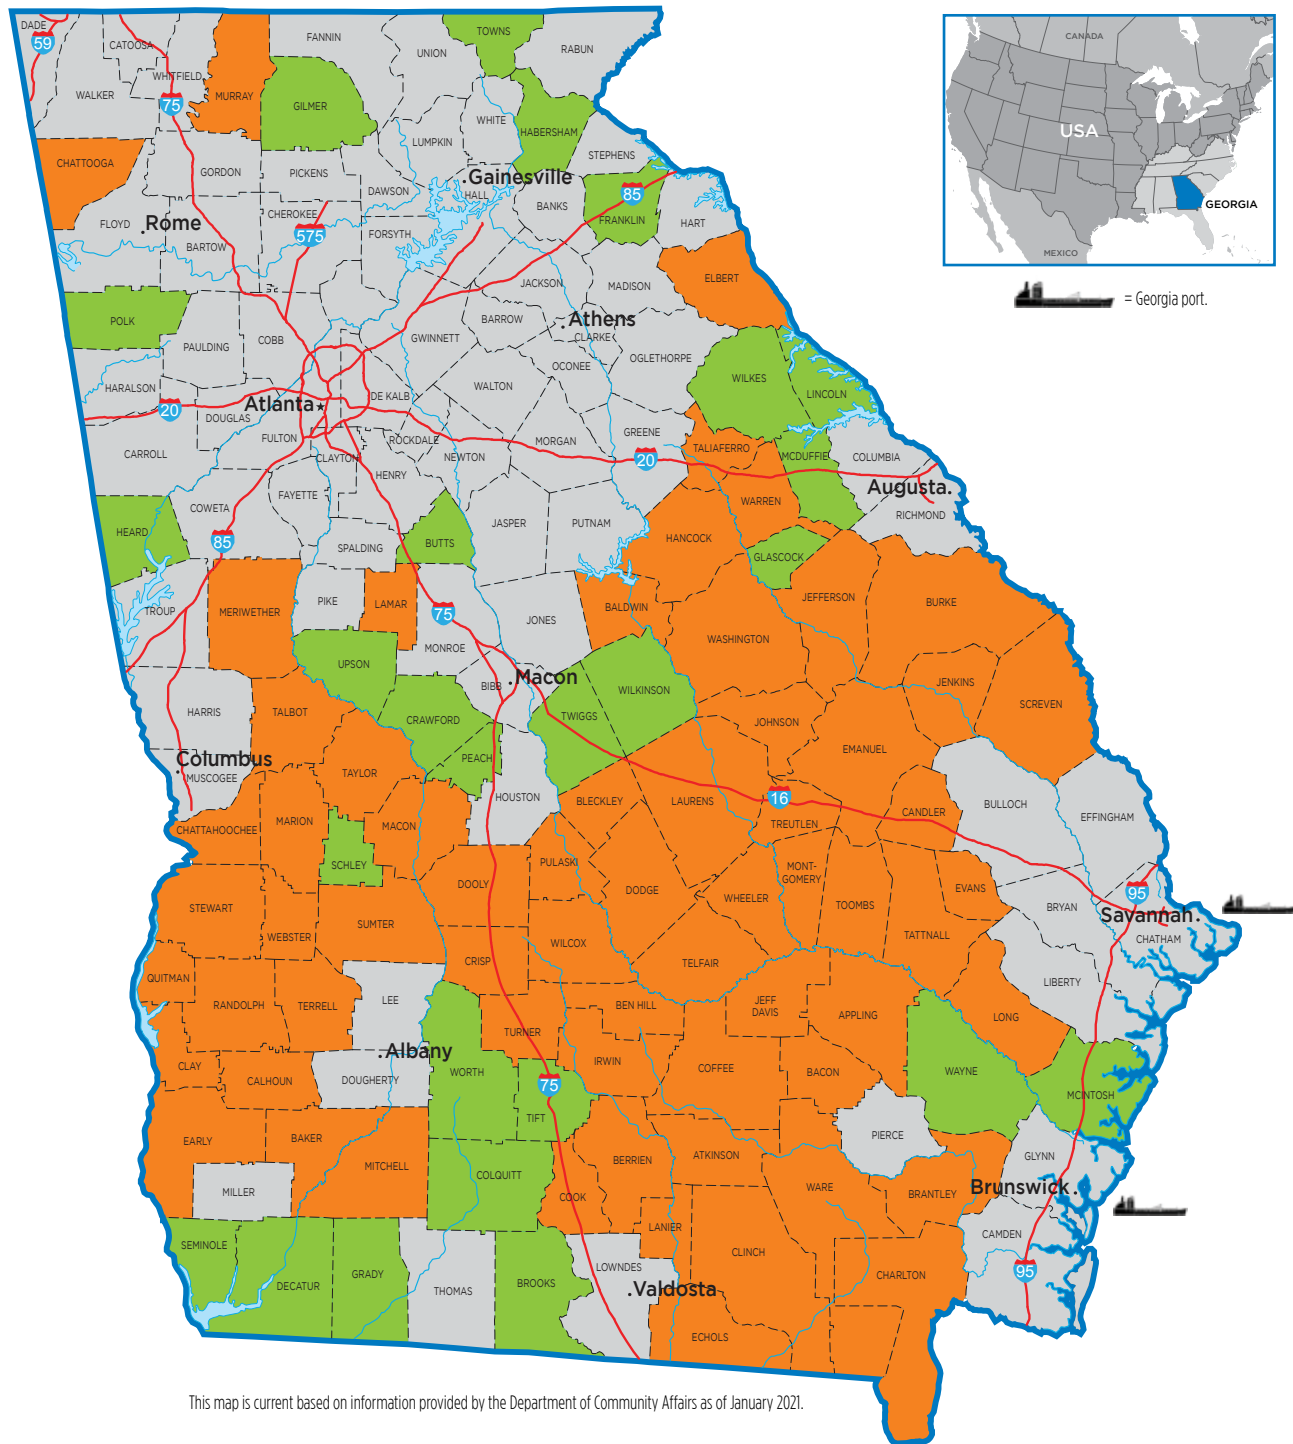 DADE
59
CATOOSA
FANNIN
TOWNS
UNION
RABUN
WALKER
WHITFIELD
75
MURRAY
GILMER
WHITE
HABERSHAM
LUMPKIN
STEPHENS
CHATTOOGA
GORDON
PICKENS
DAWSON
.Gainesville
HALL
BANKS
85
FRANKLIN
HART
FLOYD
.Rome
CHEROKEE
575
FORSYTH
BARTOW
JACKSON
MADISON
ELBERT
POLK
PAULDING
COBB
GWINNETT
BARROW
.Athens
CLARKE
OCONEE
OGLETHORPE
HARALSON
20
DOUGLAS
Atlanta★
DE KALB
WALTON
WILKES
LINCOLN
FULTON
CARROLL
CLAYTON
ROCKDALE
HENRY
NEWTON
MORGAN
GREENE
20
TALIAFERRO
MCDUFFIE
COLUMBIA
Augusta.
RICHMOND
WARREN
FAYETTE
COWETA
85
HEARD
SPALDING
BUTTS
JASPER
PUTNAM
HANCOCK
GLASCOCK
TROUP
MERIWETHER
PIKE
LAMAR
75
MONROE
JONES
BALDWIN
WASHINGTON
JEFFERSON
BURKE
UPSON
BIBB
.Macon
WILKINSON
JENKINS
SCREVEN
HARRIS
TALBOT
CRAWFORD
TWIGGS
JOHNSON
EMANUEL
Columbus
.
MUSCOGEE
TAYLOR
PEACH
HOUSTON
BLECKLEY
LAURENS
16
TREUTLEN
CANDLER
BULLOCH
EFFINGHAM
CHATTAHOOCHEE
MARION
MACON
SCHLEY
DOOLY
PULASKI
DODGE
WHEELER
MONT-
GOMERY
TOOMBS
EVANS
TATTNALL
BRYAN
95
Savannah.
CHATHAM
STEWART
WEBSTER
SUMTER
CRISP
WILCOX
TELFAIR
LIBERTY
QUITMAN
RANDOLPH
TERRELL
LEE
TURNER
BEN HILL
JEFF
DAVIS
APPLING
LONG
CLAY
CALHOUN
.Albany
DOUGHERTY
WORTH
75
TIFT
IRWIN
COFFEE
BACON
WAYNE
MCINTOSH
EARLY
BAKER
MITCHELL
COLQUITT
BERRIEN
ATKINSON
PIERCE
GLYNN
MILLER
COOK
LANIER
WARE
BRANTLEY
Brunswick.
CAMDEN
95
SEMINOLE
DECATUR
GRADY
THOMAS
BROOKS
LOWNDES
.Valdosta
CLINCH
CHARLTON
ECHOLS
CANADA
USA
MEXICO
GEORGIA
= Georgia port.
This map is current based on information provided by the Department of Community Affairs as of January 2021.